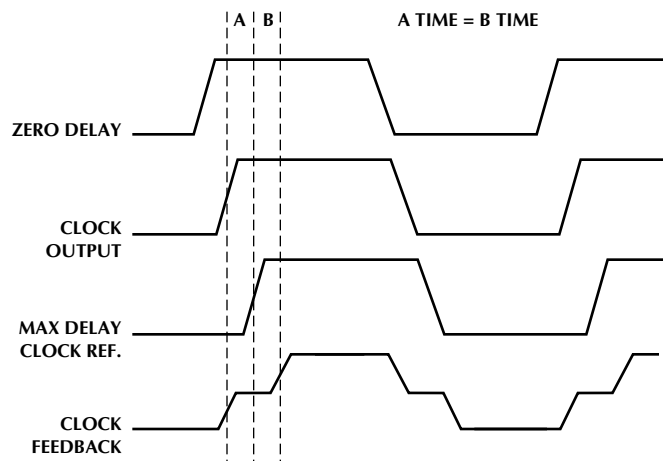 A B A TIME = B TIME
ZERO DELAY
CLOCK
OUTPUT
MAX DELAY
CLOCK REF.
CLOCK
FEEDBACK